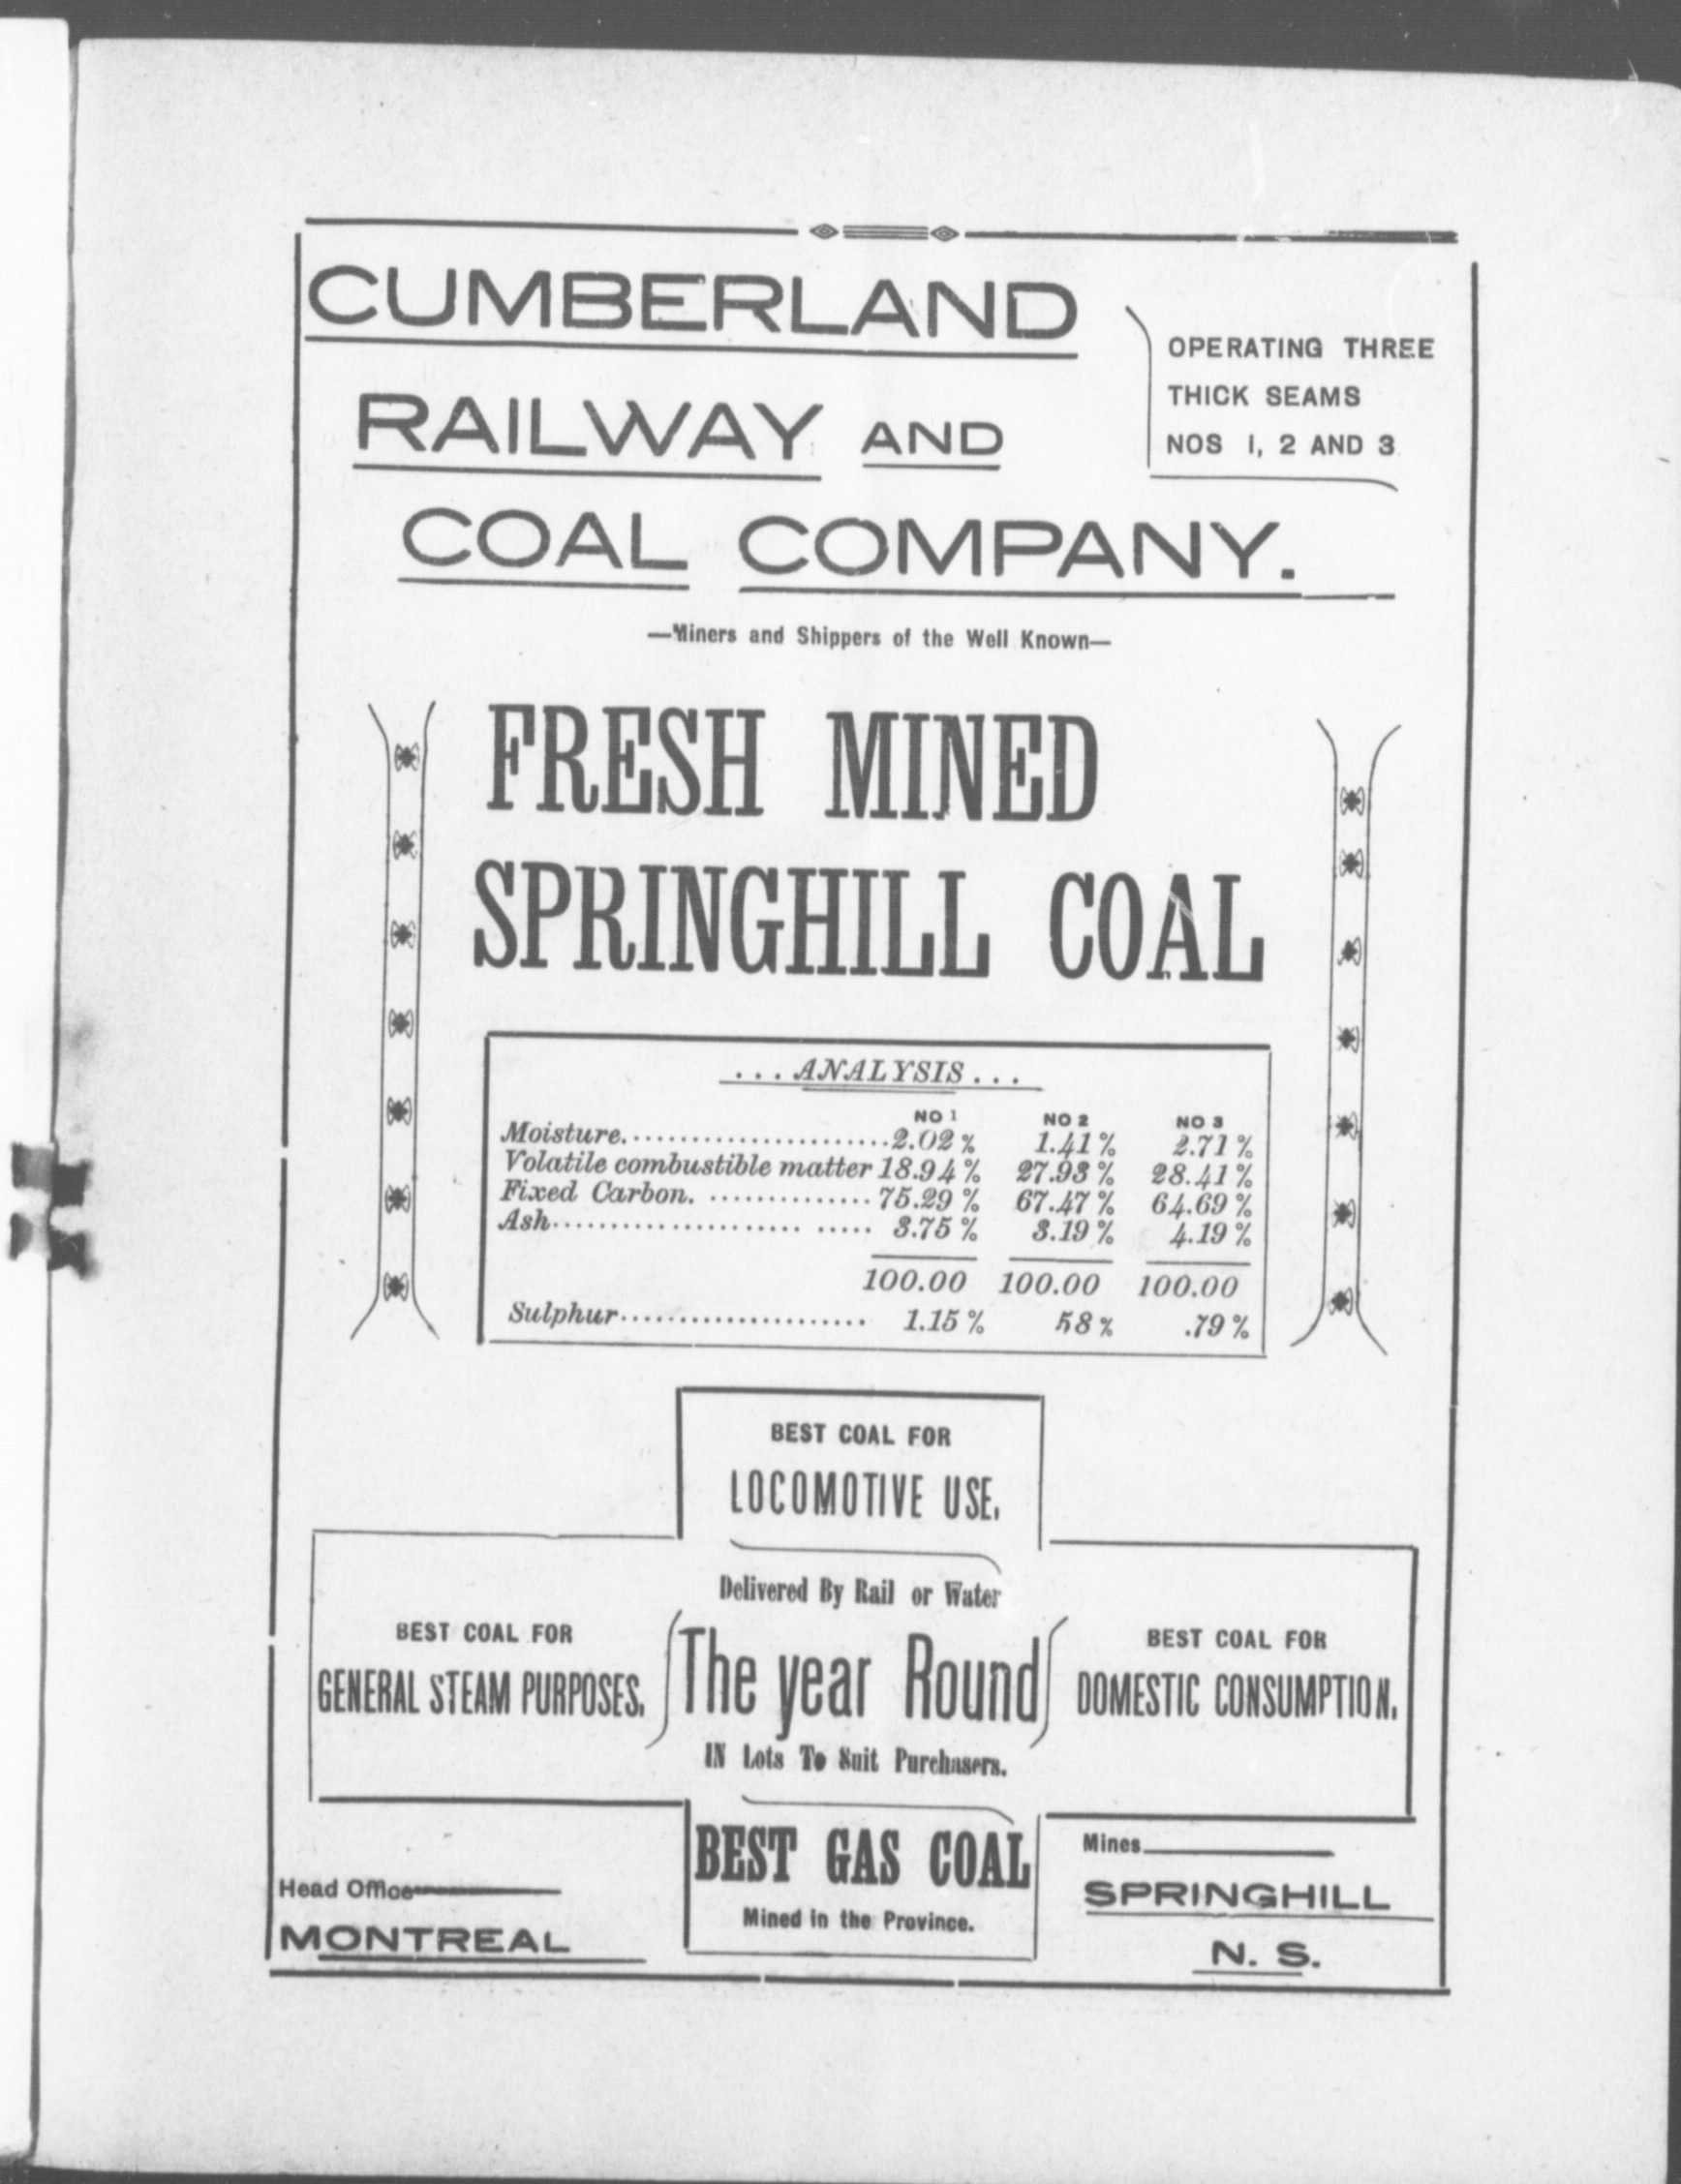 CUMBERLAND
RAILWAY AND
COAL COMPANY.
OPERATING THREE
THICK SEAMS
NOS 1, 2 AND 3
—Miners and Shippers of the Well Known—
FRESH MINED
SPRINGHILL COAL
...ANALYSIS...
NO 1 NO 2 NO 3
Moisture.......................2.02% 1.41% 2.71%
Volatile combustible matter 18.94% 27.93% 28.41%
Fixed Carbon. .............. 75.29% 67.47% 64.69%
Ash...................... ..... 3.75% 3.19% 4.19%
100.00 100.00 100.00
Sulphur...................... 1.15% 58% .79%
BEST COAL FOR
LOCOMOTIVE USE,
Delivered By Rail or Water
BEST COAL FOR
GENERAL STEAM PURPOSES,
The year Round
BEST COAL FOR
DOMESTIC CONSUMPTION,
IN Lots To Suit Purchasers.
BEST GAS COAL
Mined in the Province.
Head Office
MONTREAL
Mines
SPRINGHILL
N. S.